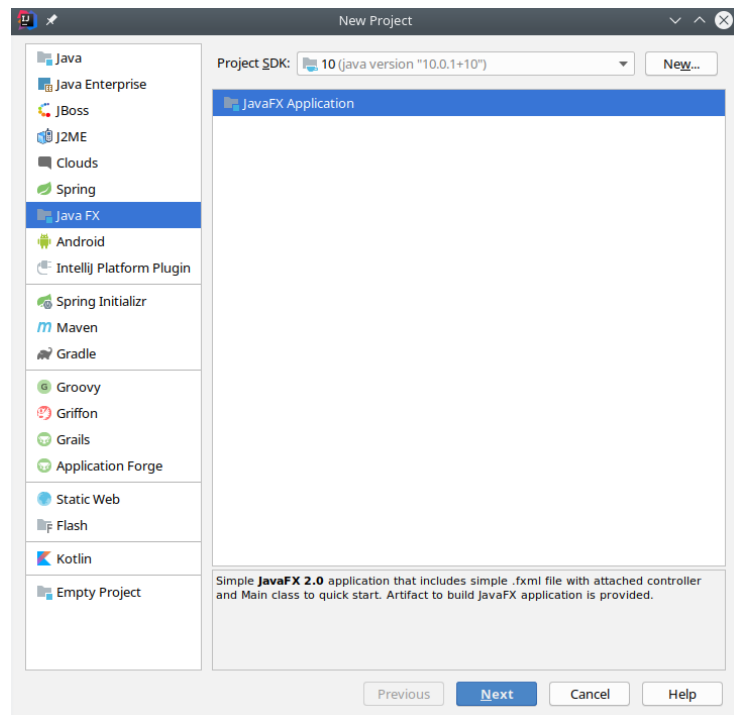 New Project
Java
Java Enterprise
JBoss
J2ME
Clouds
Spring
Java FX
Android
IntelliJ Platform Plugin
Spring Initializr
Maven
Gradle
Groovy
Griffon
Grails
Application Forge
Static Web
Flash
Kotlin
Empty Project
Project SDK: 10 (java version "10.0.1+10") New...
JavaFX Application
Simple JavaFX 2.0 application that includes simple .fxml file with attached controller
and Main class to quick start. Artifact to build JavaFX application is provided.
Previous Next Cancel Help